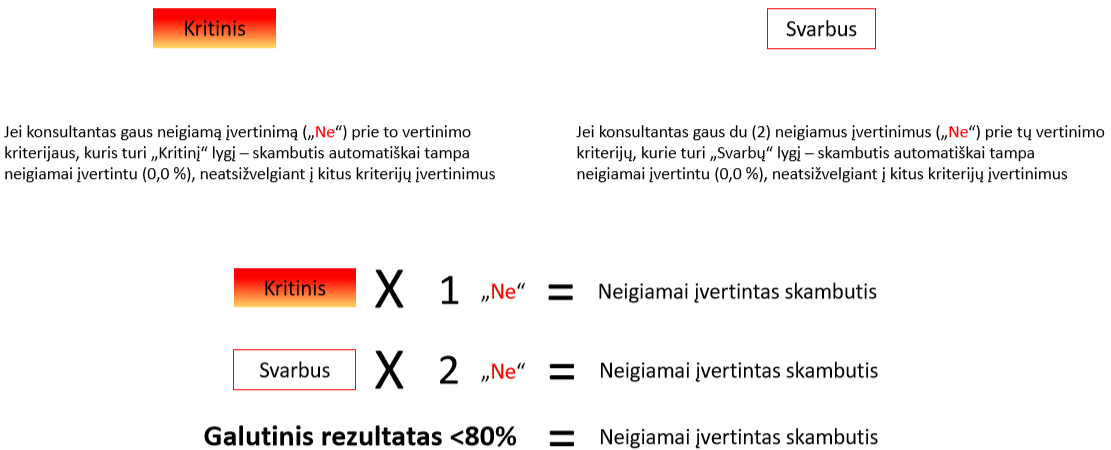 Kritinis
Svarbus
Jei konsultantas gaus neigiamą įvertinimą („Ne“) prie to vertinimo
kriterijaus, kuris turi „Kritinį“ lygį – skambutis automatiškai tampa
neigiamai įvertintu (0,0 %), neatsižvelgiant į kitus kriterijų įvertinimus
Jei konsultantas gaus du (2) neigiamus įvertinimus („Ne“) prie tų vertinimo
kriterijų, kurie turi „Svarbų“ lygį – skambutis automatiškai tampa
neigiamai įvertintu (0,0 %), neatsižvelgiant į kitus kriterijų įvertinimus
Kritinis X 1 „Ne“ = Neigiamai įvertintas skambutis
Svarbus X 2 „Ne“ = Neigiamai įvertintas skambutis
Galutinis rezultatas <80% = Neigiamai įvertintas skambutis